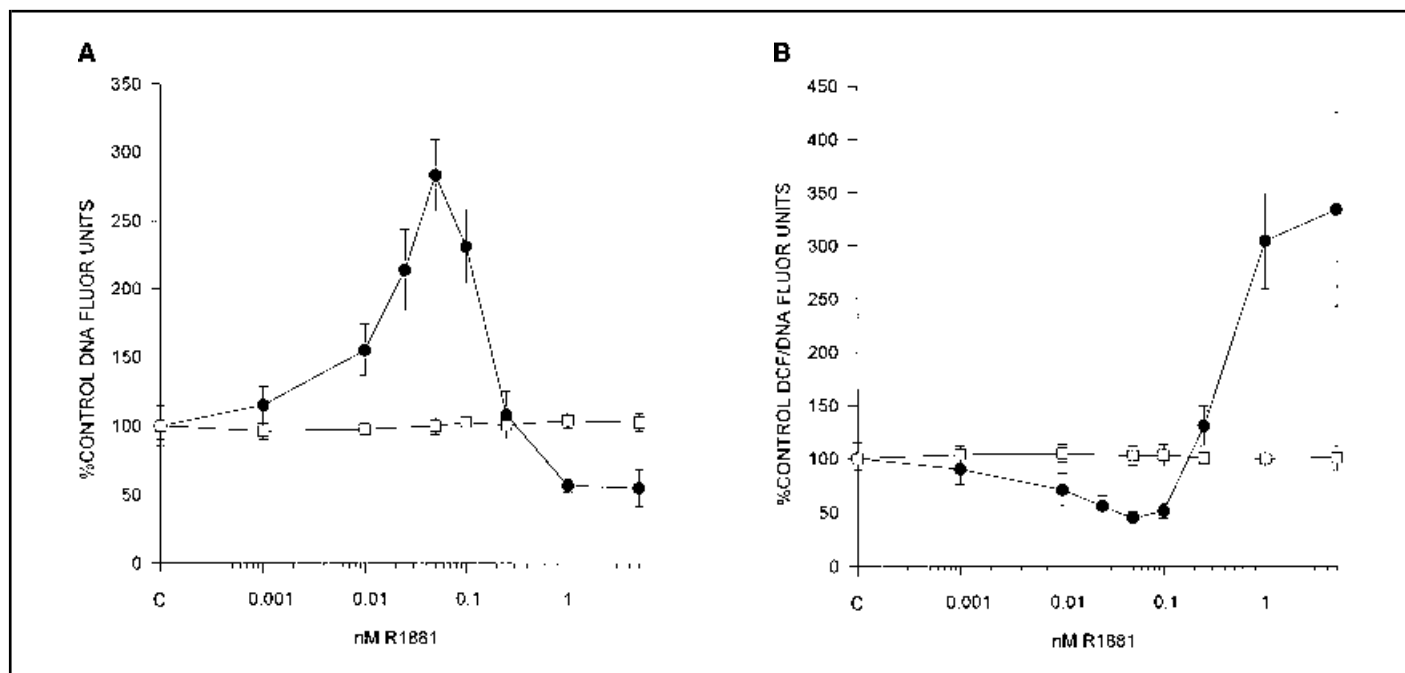 A
350
300
250
200
150
100
50
0
%CONTROL DNA FLUOR UNITS
C 0.001 0.01 0.1 1
nM R1881
B
450
400
350
300
250
200
150
100
50
0
%CONTROL DCF/DNA FLUOR UNITS
C 0.001 0.01 0.1 1
nM R1881